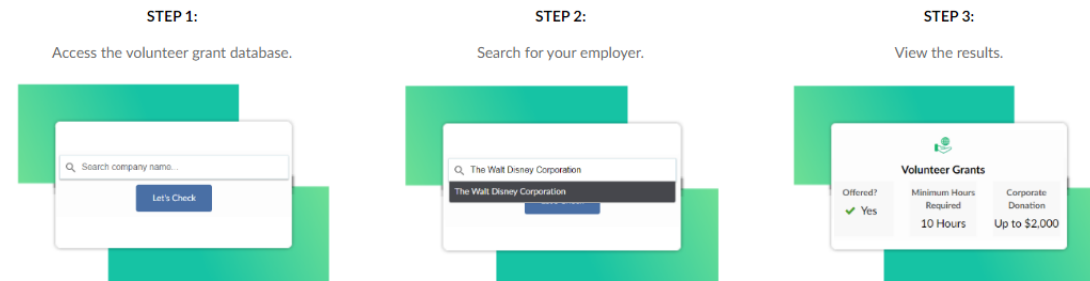 STEP 1:
Access the volunteer grant database.
Search company name...
Let's Check
STEP 2:
Search for your employer.
The Walt Disney Corporation
The Walt Disney Corporation
STEP 3:
View the results.
Volunteer Grants
Offered?
Yes
Minimum Hours
Required
10 Hours
Corporate
Donation
Up to $2,000